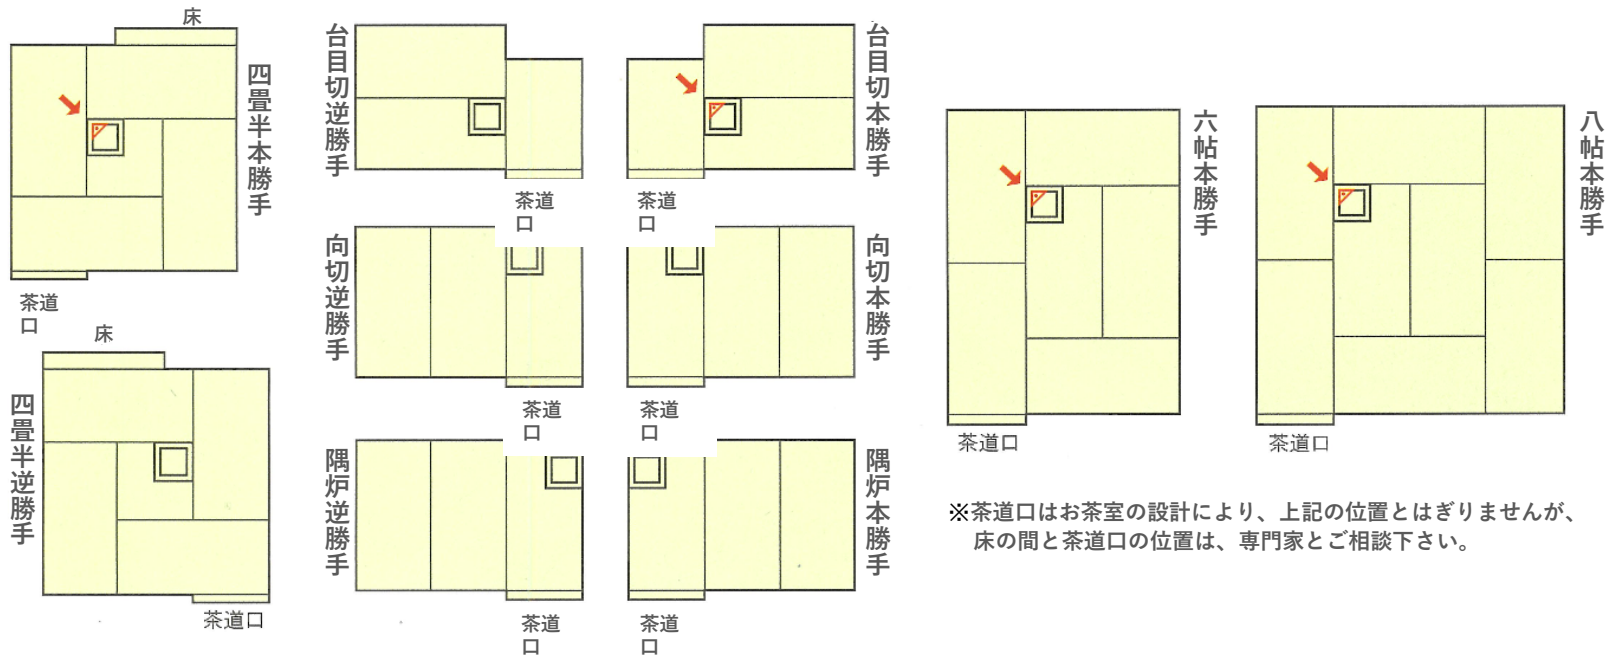 床
四畳半本勝手
茶道
口
床
四畳半逆勝手
茶道口
台目切逆勝手
茶道
口
台目切本勝手
茶道
口
向切逆勝手
茶道
口
向切本勝手
茶道
口
隅炉逆勝手
茶道
口
隅炉本勝手
茶道
口
六帖本勝手
茶道口
八帖本勝手
茶道口
※茶道口はお茶室の設計により、上記の位置とはぎりませんが、
床の間と茶道口の位置は、専門家とご相談下さい。